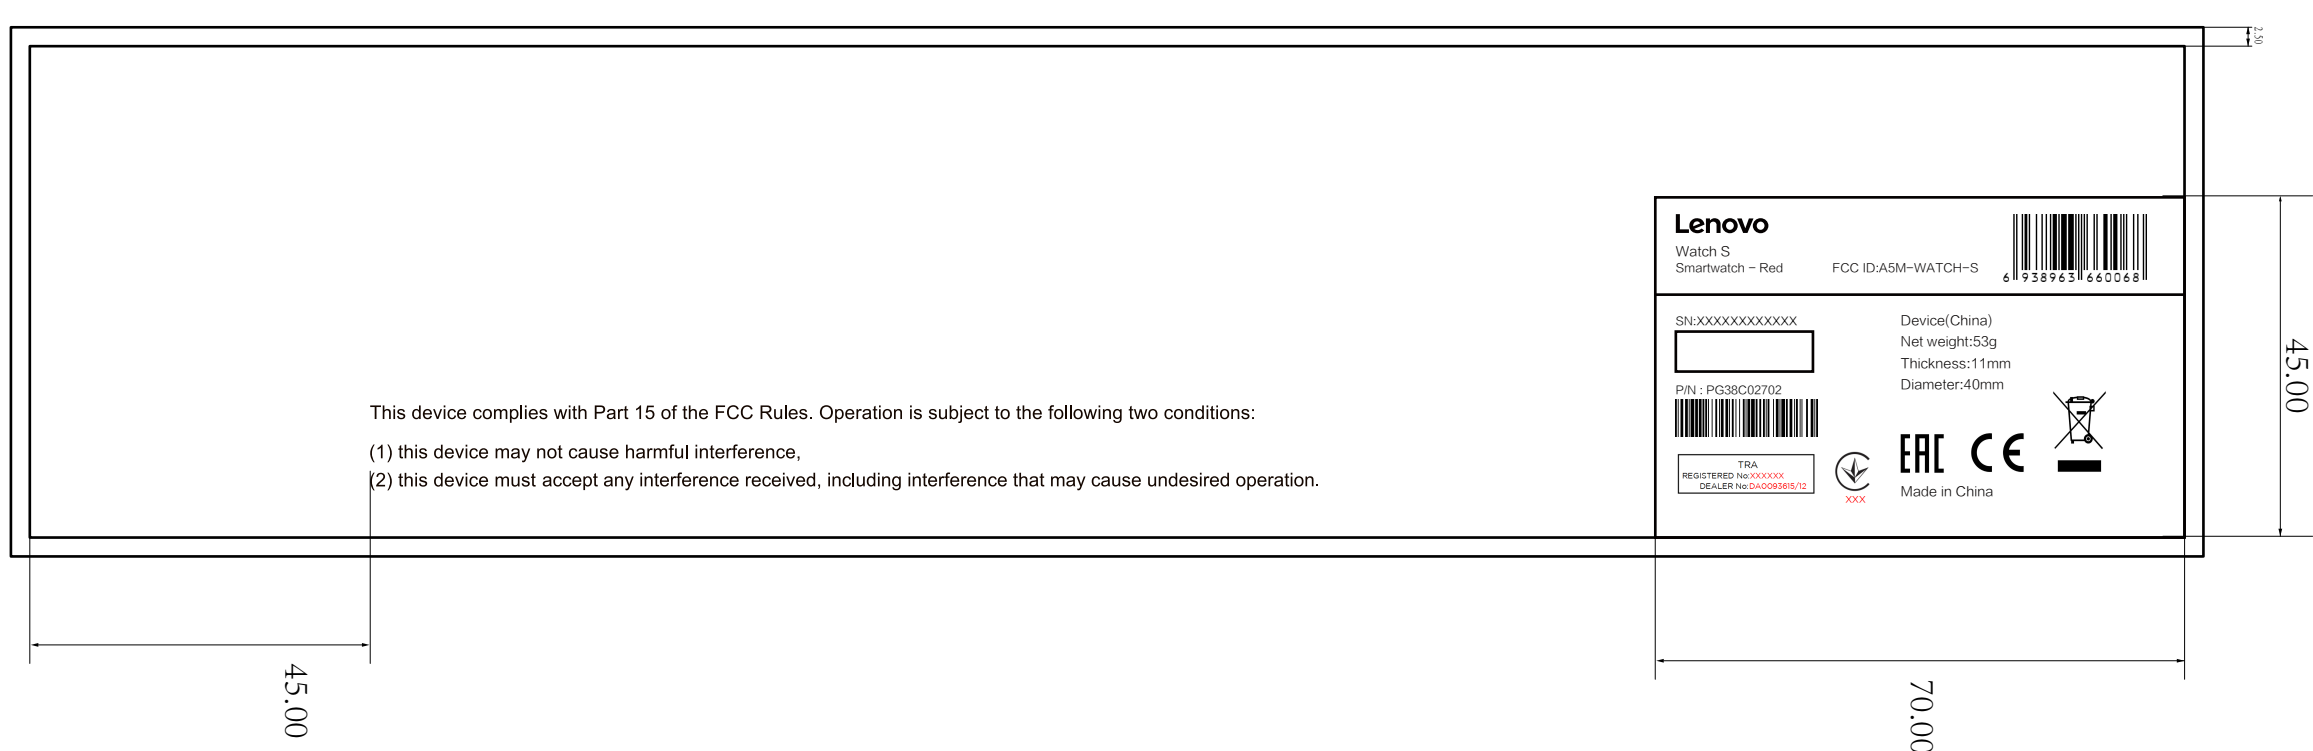 2.50
Lenovo
Watch S
Smartwatch - Red
FCC ID:A5M-WATCH-S
6 938963 660068
SN:XXXXXXXXXXXX
P/N : PG38C02702
TRA
REGISTERED No:XXXXXX
DEALER No:DA0093615/12
XXX
Device(China)
Net weight:53g
Thickness:11mm
Diameter:40mm
EAC CE
Made in China
45.00
This device complies with Part 15 of the FCC Rules. Operation is subject to the following two conditions:
(1) this device may not cause harmful interference,
(2) this device must accept any interference received, including interference that may cause undesired operation.
45.00
70.00